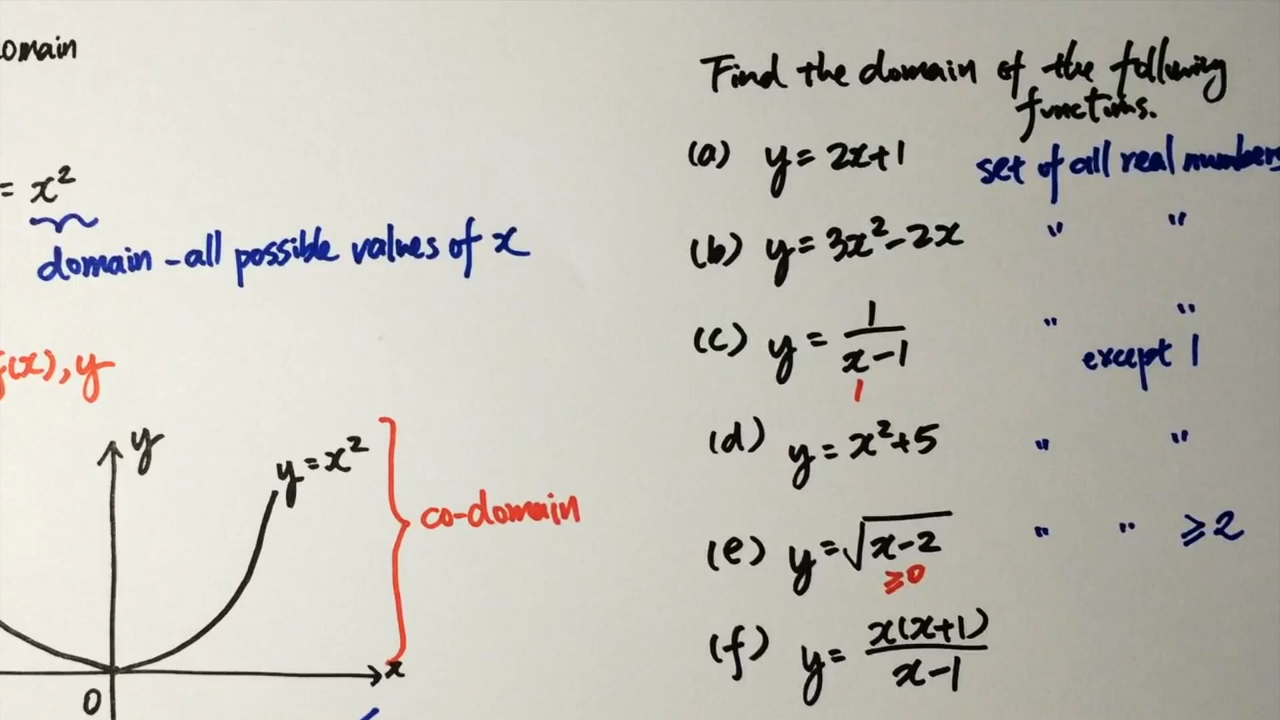 omain
= x²
domain - all possible values of x
(x), y
y
y = x²
co-domain
x
0
Find the domain of the following
functions.
(a) y = 2x+1 set of all real numbers
(b) y = 3x²-2x " "
(c) y = 1/(x-1) " "
except 1
1
(d) y = x²+5 " "
(e) y = √(x-2) " " ≥2
≥0
(f) y = x(x+1)/(x-1)